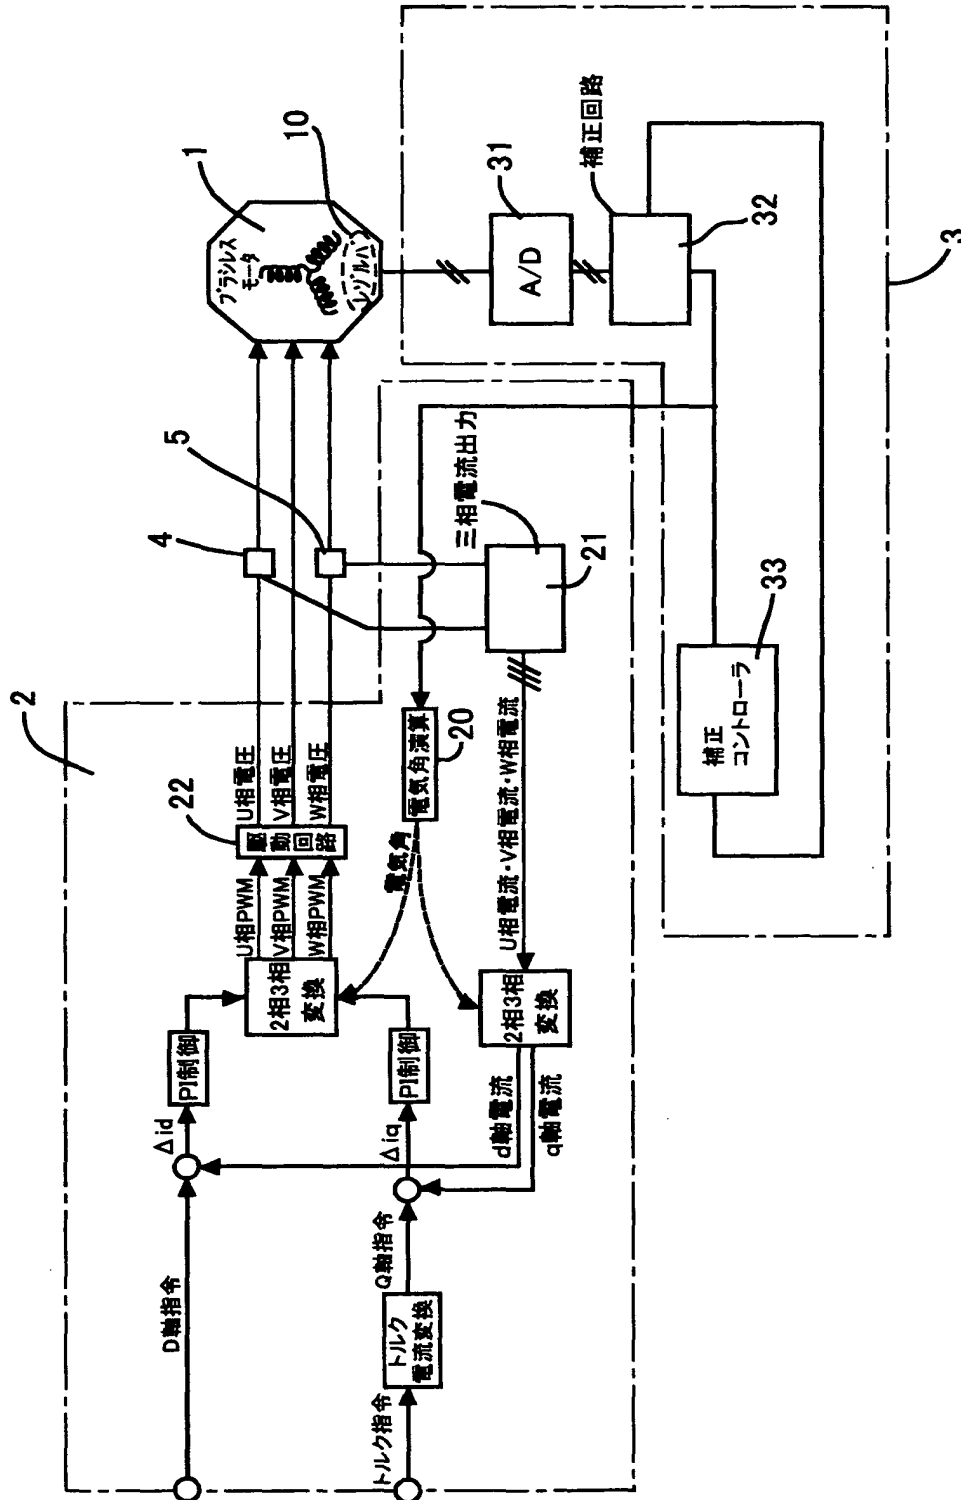 2
D軸指令
Δid
PI制御
2相3相
変換
U相PWM
V相PWM
W相PWM
22
駆動回路
U相電圧
V相電圧
W相電圧
4
5
1
ブラシレス
モータ
10
レゾルバ
トルク指令
トルク
電流変換
Q軸指令
Δiq
PI制御
電気角
電気角演算
20
d軸電流
q軸電流
2相3相
変換
U相電流・V相電流・W相電流
三相電流出力
21
A/D
31
補正回路
32
補正
コントローラ
33
3